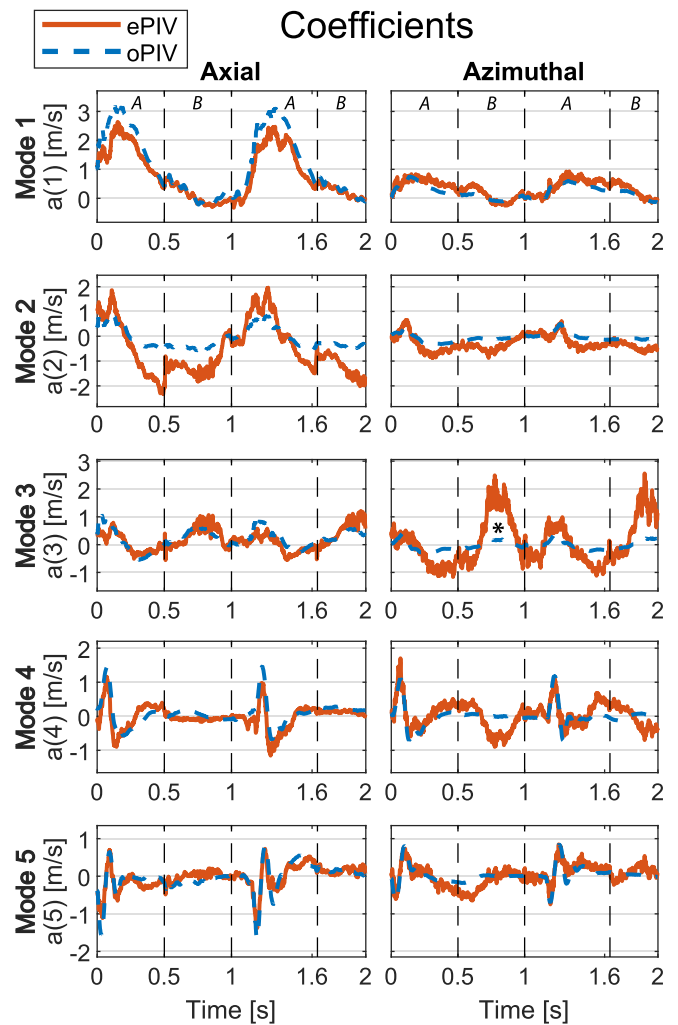 Coefficients
ePIV
oPIV
Axial
Azimuthal
A B A B
A B A B
Mode 1
a(1) [m/s]
3
2
1
0
0 0.5 1 1.6 2
0 0.5 1 1.6 2
Mode 2
a(2) [m/s]
2
1
0
-1
-2
0 0.5 1 1.6 2
0 0.5 1 1.6 2
Mode 3
a(3) [m/s]
3
2
1
0
-1
*
0 0.5 1 1.6 2
0 0.5 1 1.6 2
Mode 4
a(4) [m/s]
2
1
0
-1
0 0.5 1 1.6 2
0 0.5 1 1.6 2
Mode 5
a(5) [m/s]
1
0
-1
-2
0 0.5 1 1.6 2
0 0.5 1 1.6 2
Time [s]
Time [s]